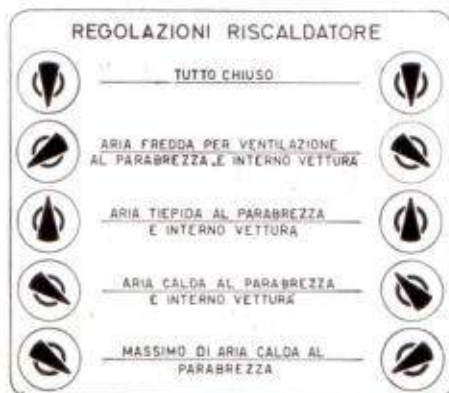 REGOLAZIONI RISCALDATORE
TUTTO CHIUSO
ARIA FREDDA PER VENTILAZIONE
AL PARABREZZA E INTERNO VETTURA
ARIA TIEPIDA AL PARABREZZA
E INTERNO VETTURA
ARIA CALDA AL PARABREZZA
E INTERNO VETTURA
MASSIMO DI ARIA CALDA AL
PARABREZZA